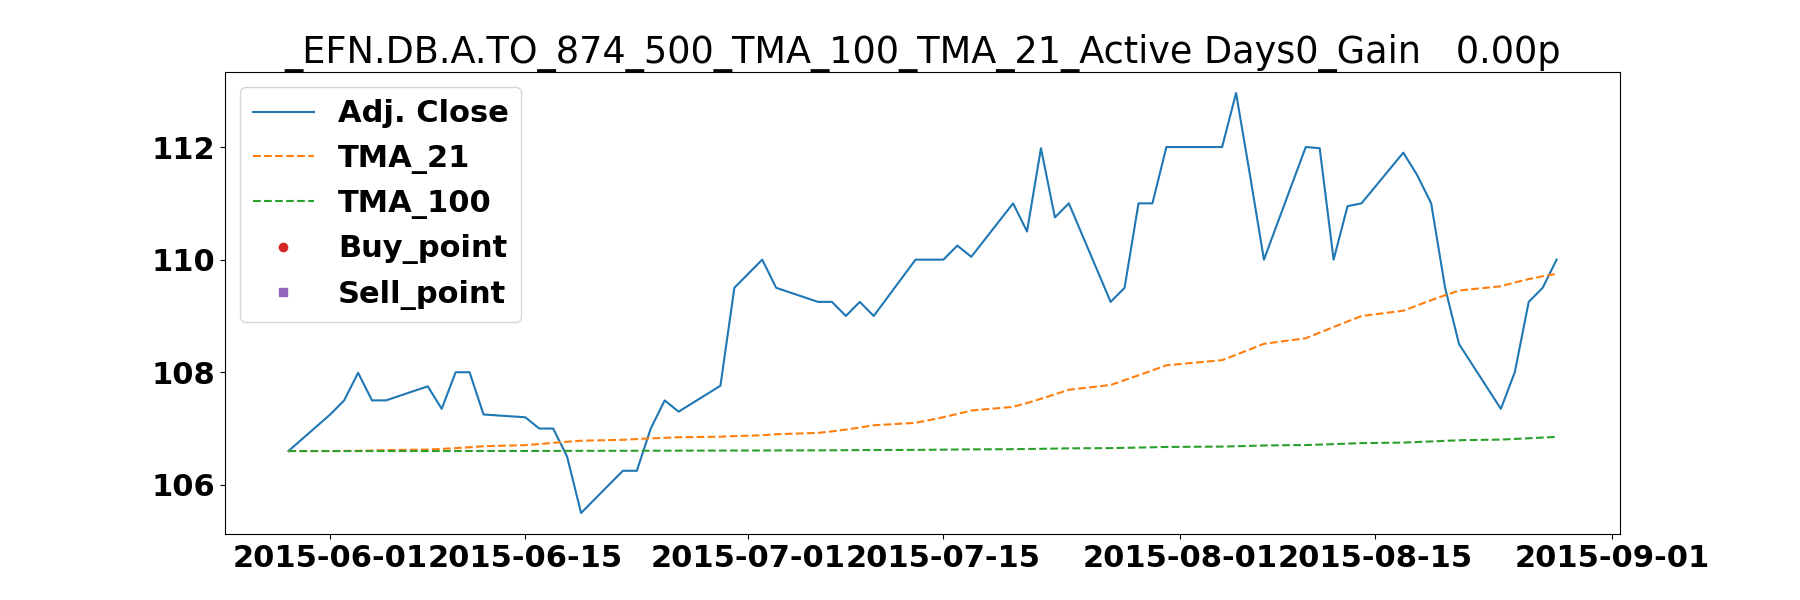 _EFN.DB.A.TO_874_500_TMA_100_TMA_21_Active Days0_Gain   0.00p
Adj. Close
TMA_21
TMA_100
Buy_point
Sell_point
112
110
108
106
2015-06-01 2015-06-15 2015-07-01 2015-07-15 2015-08-01 2015-08-15 2015-09-01